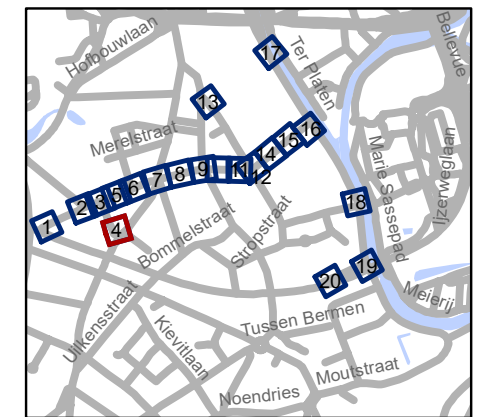 Hofbouwlaan
Ter Platen
Bellevue
17
13
Merelstraat
16
15
14
Marie Sassepad
Ijzerweglaan
11
12
9
8
7
6
5
3
2
1
4
18
Bommelstraat
Stropstraat
19
20
Meierij
Uilkensstraat
Kievitlaan
Tussen Bermen
Moutstraat
Noendries